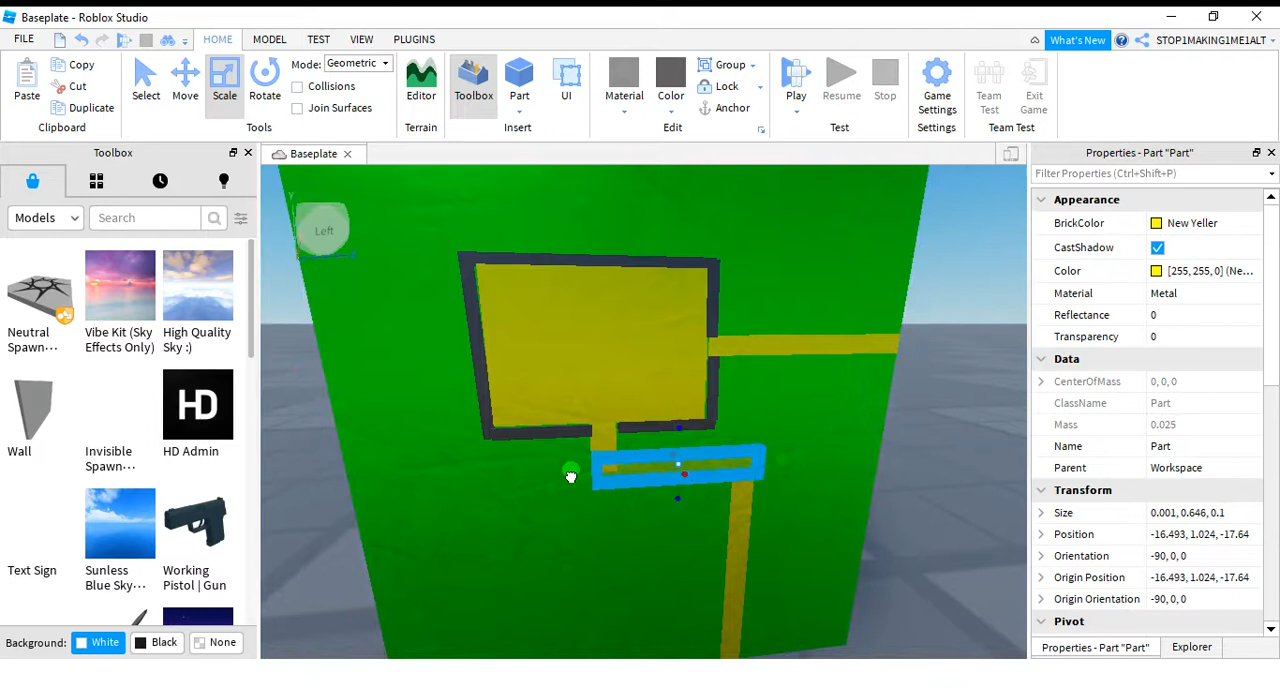 Baseplate - Roblox Studio
FILE
HOME
MODEL
TEST
VIEW
PLUGINS
What's New
STOP1MAKING1ME1ALT
Paste
Copy
Cut
Duplicate
Clipboard
Select
Move
Scale
Rotate
Mode: Geometric
Collisions
Join Surfaces
Tools
Editor
Terrain
Toolbox
Part
UI
Insert
Material
Color
Group
Lock
Anchor
Edit
Play
Resume
Stop
Test
Game Settings
Settings
Team Test
Exit Game
Team Test
Toolbox
Models
Search
Neutral Spawn...
Vibe Kit (Sky Effects Only)
High Quality Sky :)
HD
Wall
Invisible Spawn...
HD Admin
Text Sign
Sunless Blue Sky...
Working Pistol | Gun
Background: White Black None
Baseplate
Y
Left
Properties - Part "Part"
Filter Properties (Ctrl+Shift+P)
Appearance
BrickColor New Yeller
CastShadow
Color [255, 255, 0] (Ne...
Material Metal
Reflectance 0
Transparency 0
Data
CenterOfMass 0, 0, 0
ClassName Part
Mass 0.025
Name Part
Parent Workspace
Transform
Size 0.001, 0.646, 0.1
Position -16.493, 1.024, -17.64
Orientation -90, 0, 0
Origin Position -16.493, 1.024, -17.64
Origin Orientation -90, 0, 0
Pivot
Properties - Part "Part"
Explorer